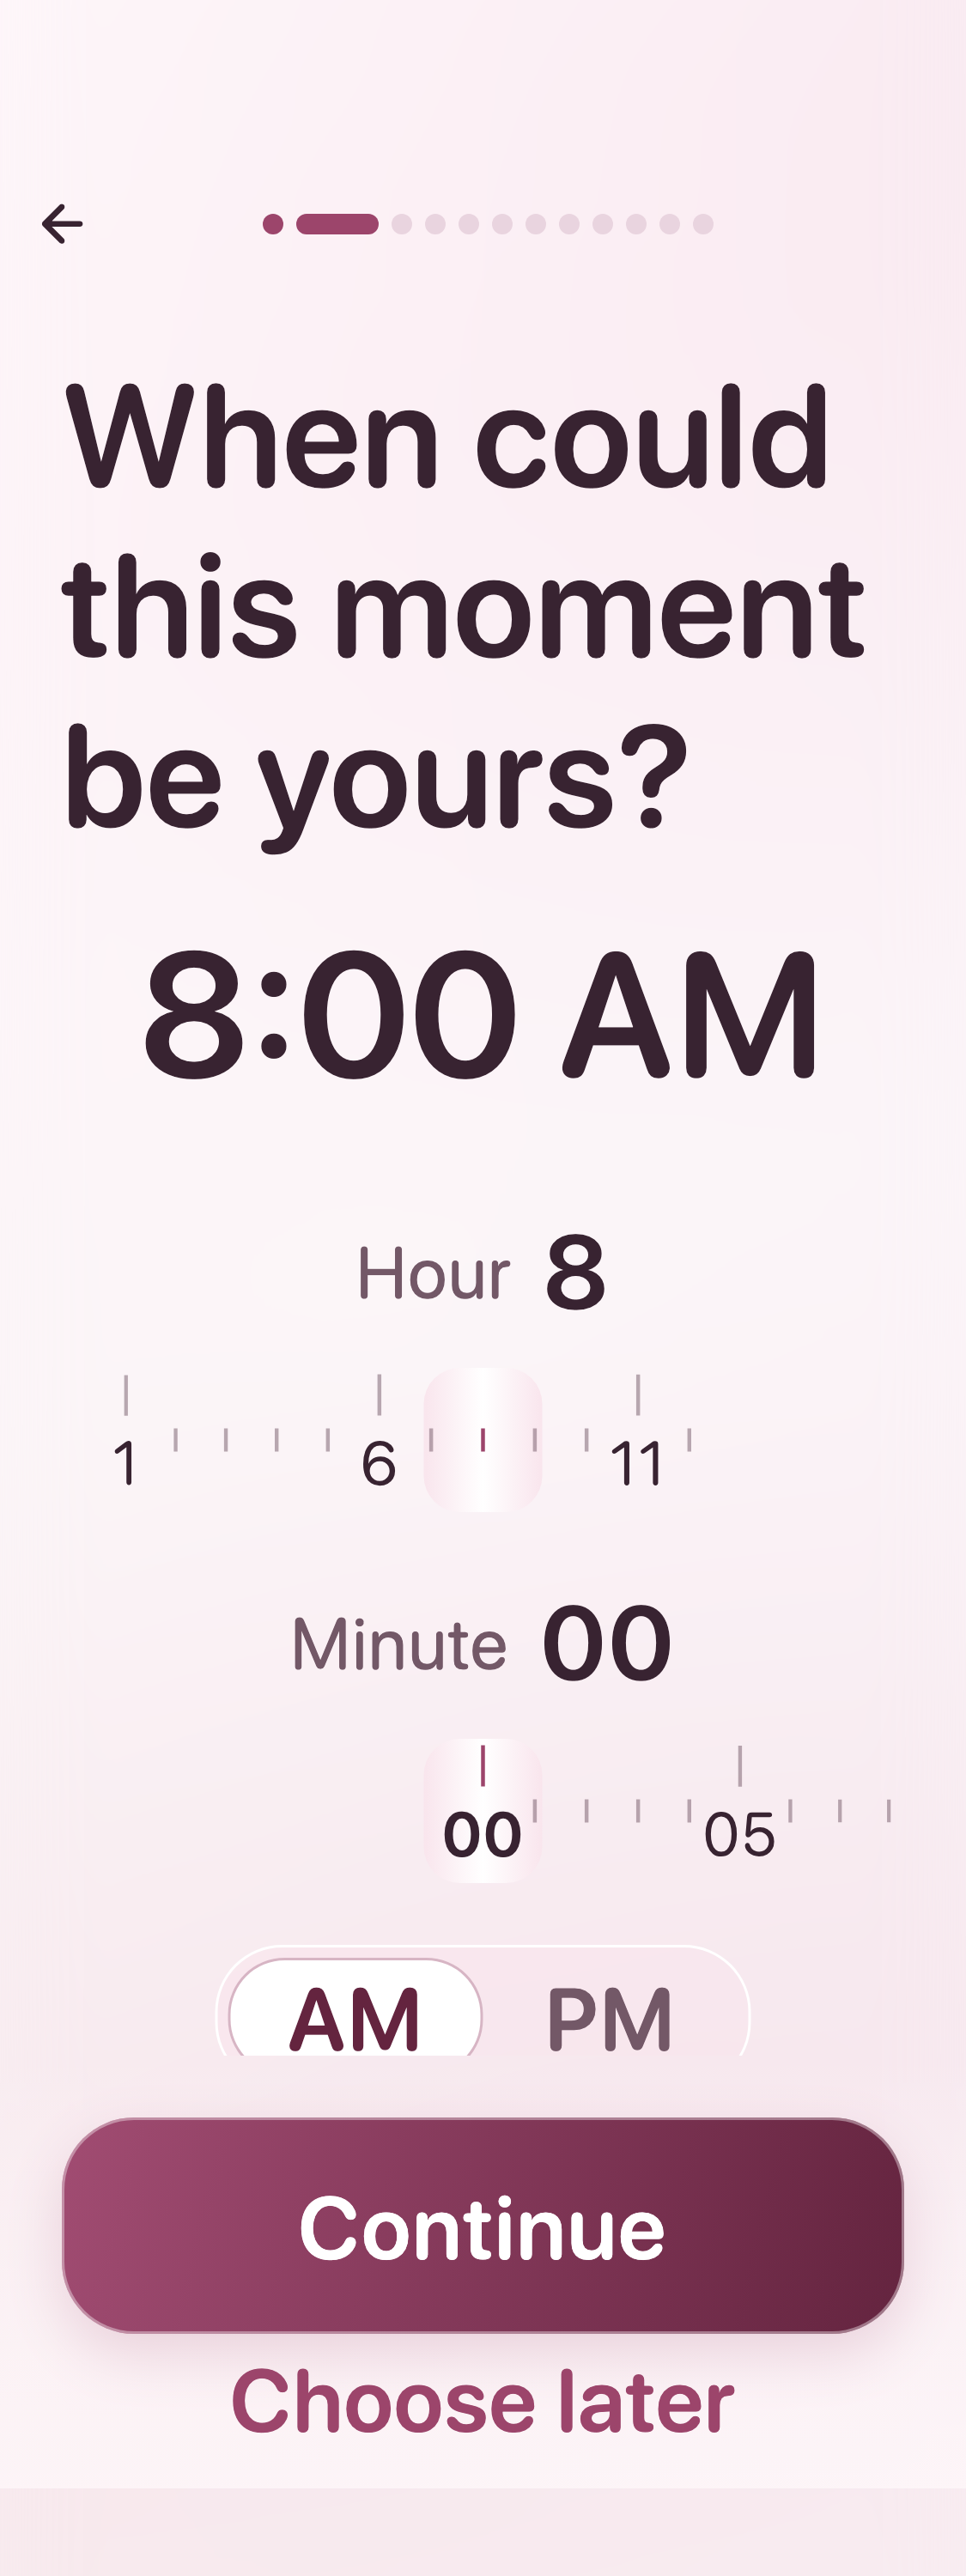 When could
this moment
be yours?
8:00 AM
Hour 8
1 6 11
Minute 00
00 05
AM PM
Continue
Choose later